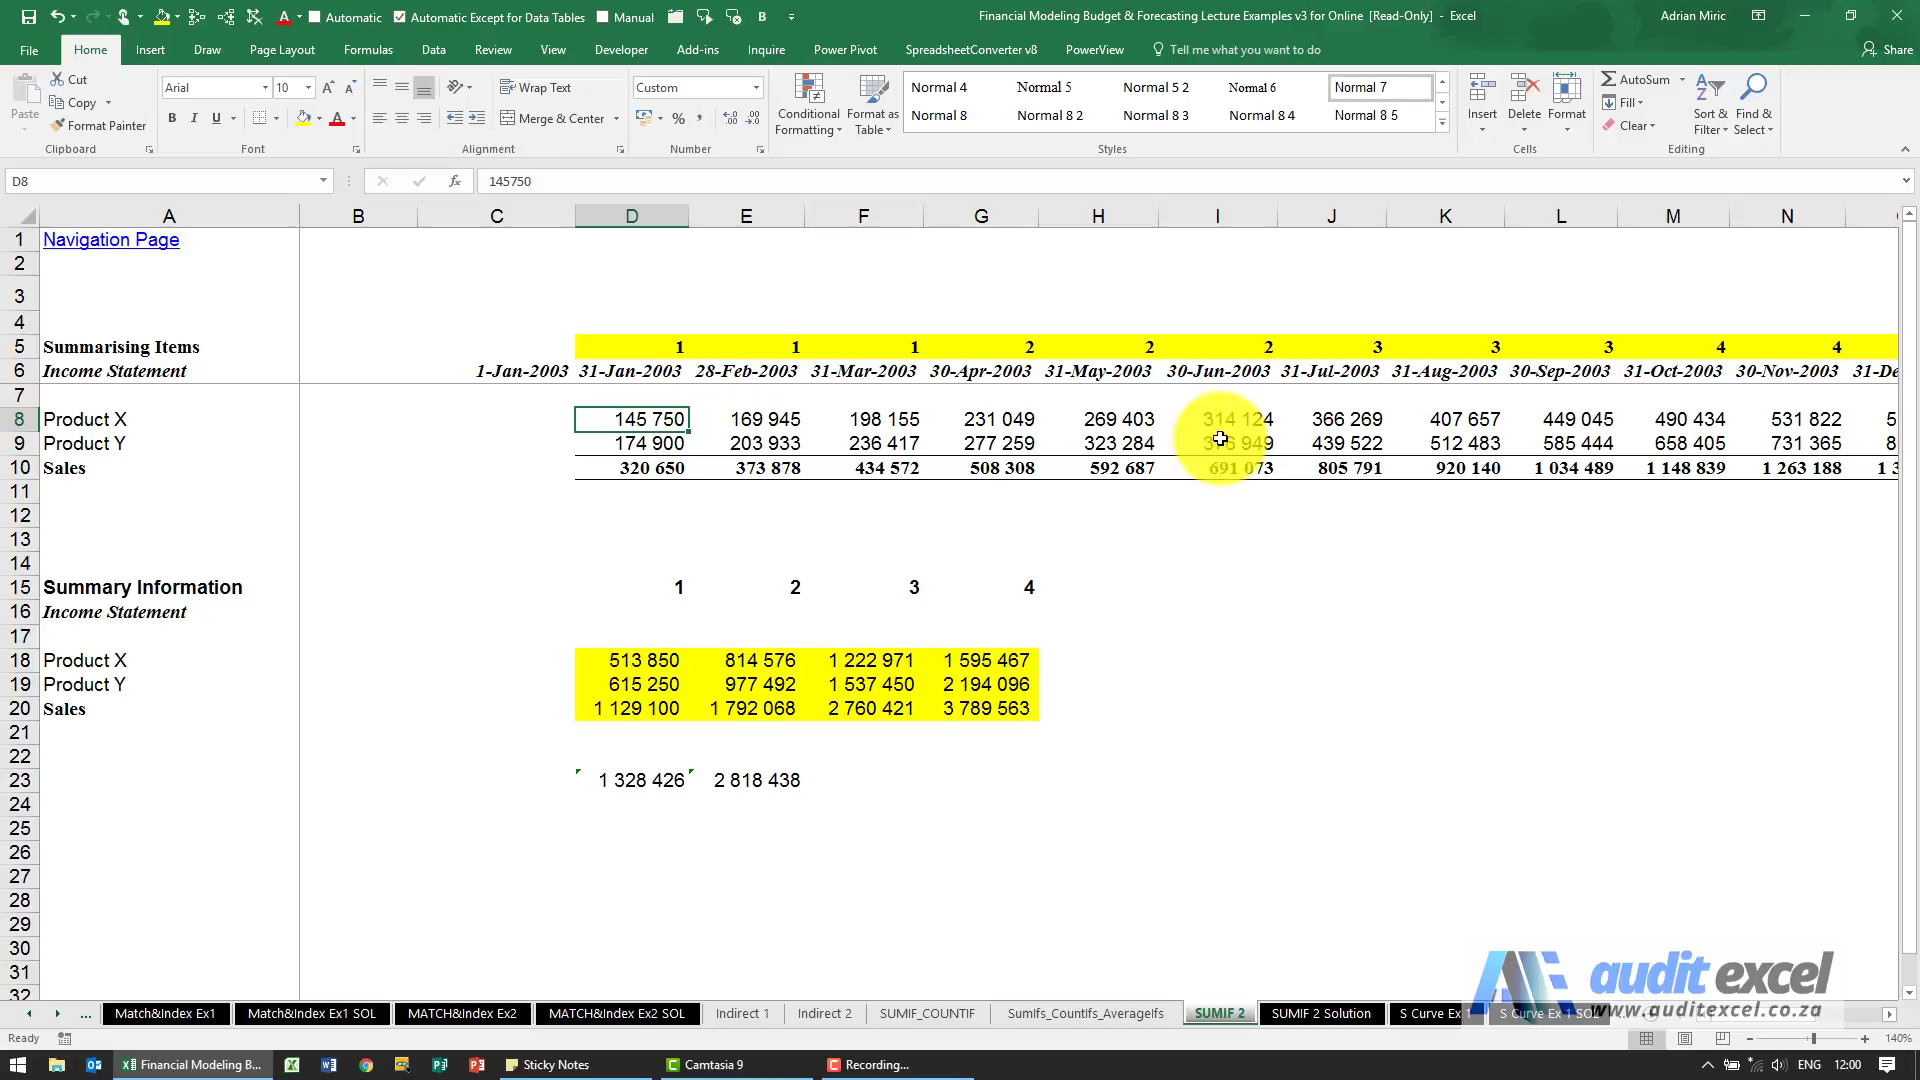 Automatic Automatic Except for Data Tables Manual B Financial Modeling Budget & Forecasting Lecture Examples v3 for Online [Read-Only] - Excel Adrian Miric
File Home Insert Draw Page Layout Formulas Data Review View Developer Add-ins Inquire Power Pivot SpreadsheetConverter v8 PowerView Tell me what you want to do Share
Paste Cut Copy Format Painter
Arial 10
B I U A
Wrap Text
Merge & Center
Custom
%
Conditional Formatting Format as Table
Normal 4 Normal 5 Normal 5 2 Normal 6 Normal 7
Normal 8 Normal 8 2 Normal 8 3 Normal 8 4 Normal 8 5
Insert Delete Format
AutoSum
Fill
Clear
Sort & Filter Find & Select
Clipboard Font Alignment Number Styles Cells Editing
D8 fx 145750
A B C D E F G H I J K L M N
1 Navigation Page
2
3
4
5 Summarising Items 1 1 1 2 2 2 3 3 3 4 4
6 Income Statement 1-Jan-2003 31-Jan-2003 28-Feb-2003 31-Mar-2003 30-Apr-2003 31-May-2003 30-Jun-2003 31-Jul-2003 31-Aug-2003 30-Sep-2003 31-Oct-2003 30-Nov-2003 31-De
7
8 Product X 145 750 169 945 198 155 231 049 269 403 314 124 366 269 407 657 449 045 490 434 531 822 5
9 Product Y 174 900 203 933 236 417 277 259 323 284 949 439 522 512 483 585 444 658 405 731 365 8
10 Sales 320 650 373 878 434 572 508 308 592 687 691 073 805 791 920 140 1 034 489 1 148 839 1 263 188 1 3
11
12
13
14
15 Summary Information 1 2 3 4
16 Income Statement
17
18 Product X 513 850 814 576 1 222 971 1 595 467
19 Product Y 615 250 977 492 1 537 450 2 194 096
20 Sales 1 129 100 1 792 068 2 760 421 3 789 563
21
22
23 1 328 426 2 818 438
24
25
26
27
28
29
30
31
32
audit excel
www.auditexcel.co.za
... Match&Index Ex1 Match&Index Ex1 SOL MATCH&Index Ex2 MATCH&Index Ex2 SOL Indirect 1 Indirect 2 SUMIF_COUNTIF SumIfs_CountIfs_AverageIfs SUMIF 2 SUMIF 2 Solution S Curve Ex 1 S Curve Ex 1 SOL
Ready 140%
Financial Modeling B... Sticky Notes Camtasia 9 Recording... ENG 12:00